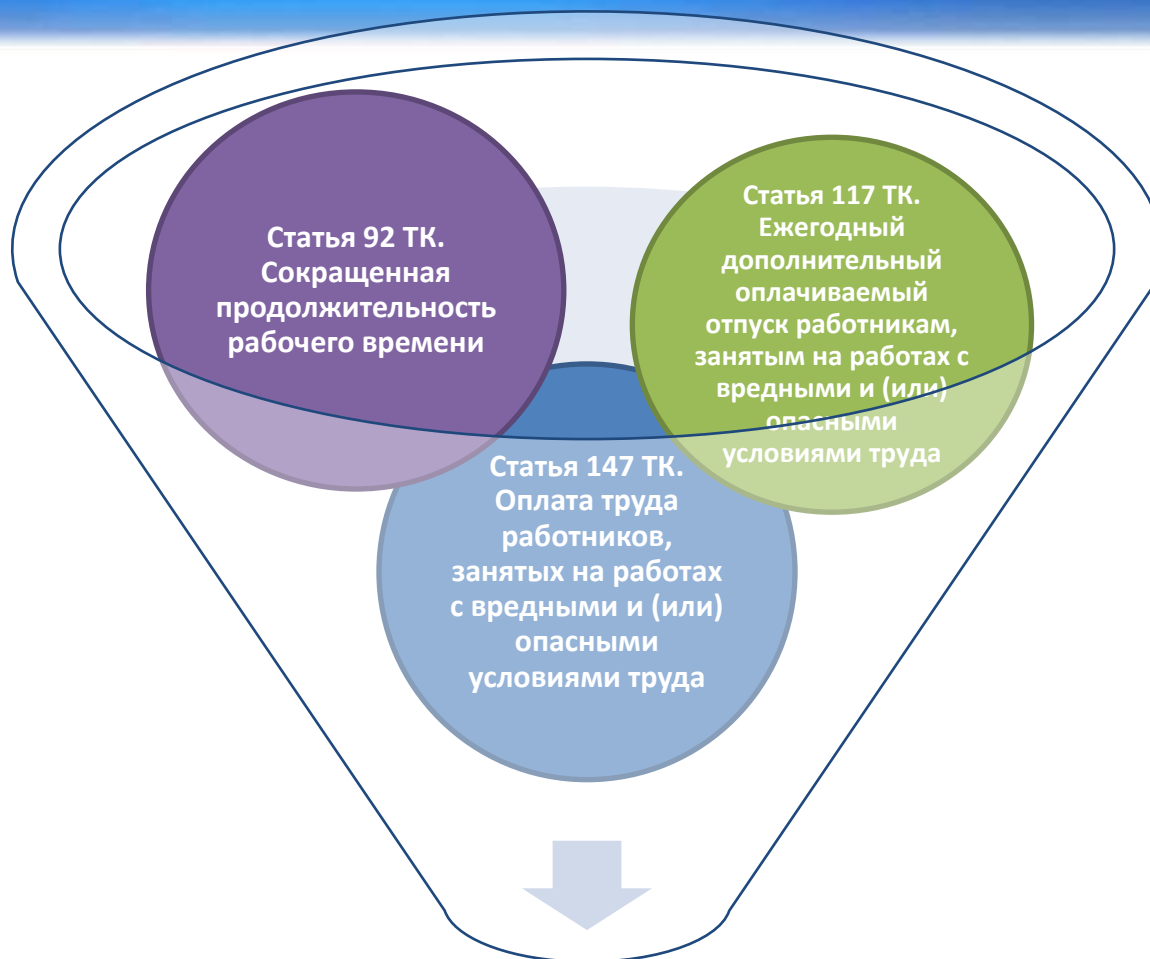 Статья 92 ТК.
Сокращенная
продолжительность
рабочего времени
Статья 117 ТК.
Ежегодный
дополнительный
оплачиваемый
отпуск работникам,
занятым на работах с
вредными и (или)
опасными
условиями труда
Статья 147 ТК.
Оплата труда
работников,
занятых на работах
с вредными и (или)
опасными
условиями труда